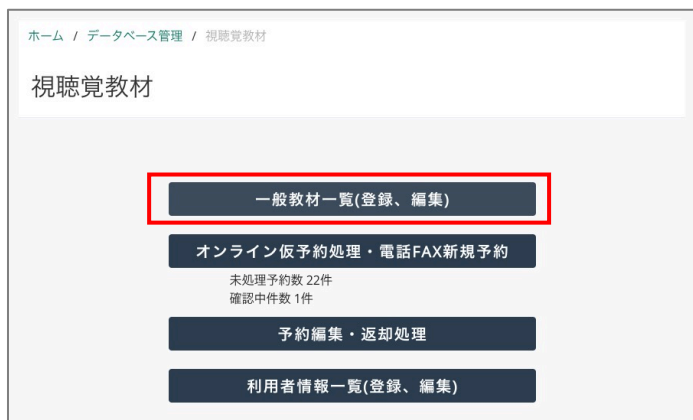 ホーム / データベース管理 / 視聴覚教材
視聴覚教材
一般教材一覧(登録、編集)
オンライン仮予約処理・電話FAX新規予約
未処理予約数 22件
確認中件数 1件
予約編集・返却処理
利用者情報一覧(登録、編集)